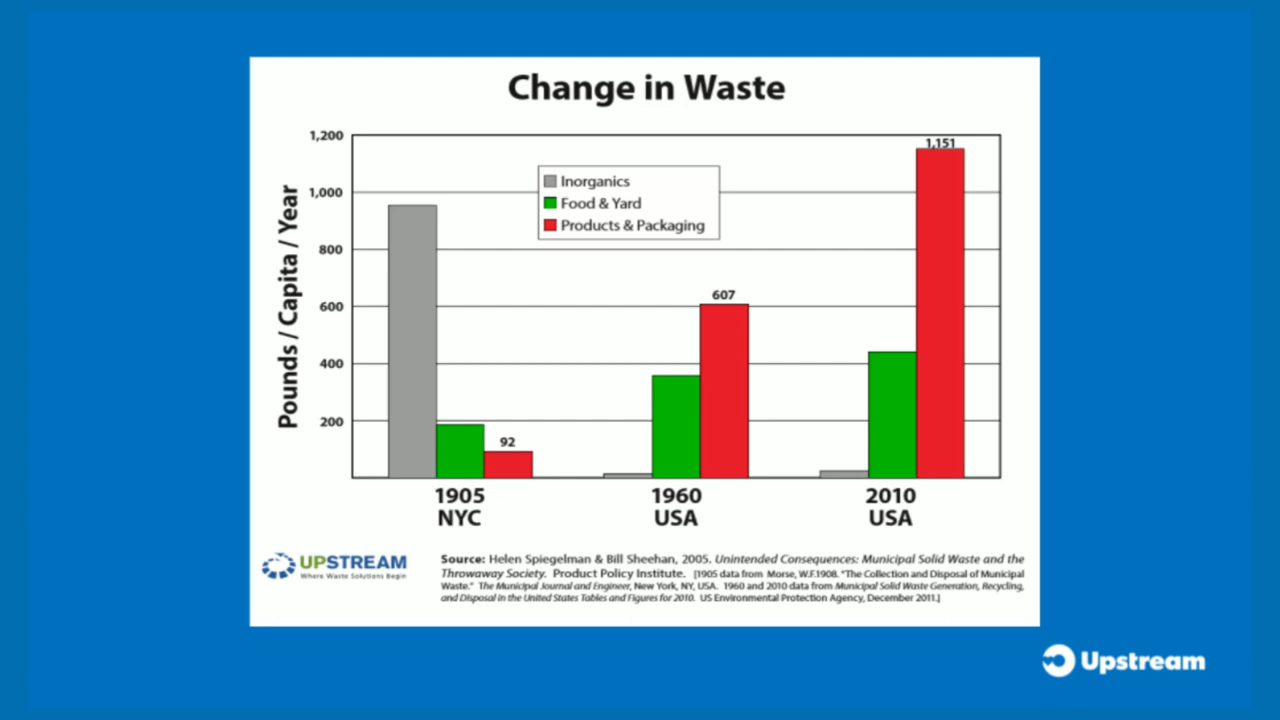 Change in Waste
1,200
1,151
Inorganics
1,000
Food & Yard
Products & Packaging
800
Pounds / Capita / Year
607
600
400
200
92
1905
1960
2010
NYC
USA
USA
UPSTREAM
Where Waste Solutions Begin
Source: Helen Spiegelman & Bill Sheehan, 2005. Unintended Consequences: Municipal Solid Waste and the
Throwaway Society. Product Policy Institute. [1905 data from Morse, W.F.1908. "The Collection and Disposal of Municipal
Waste." The Municipal Journal and Engineer, New York, NY, USA. 1960 and 2010 data from Municipal Solid Waste Generation, Recycling,
and Disposal in the United States Tables and Figures for 2010. US Environmental Protection Agency, December 2011.]
Upstream